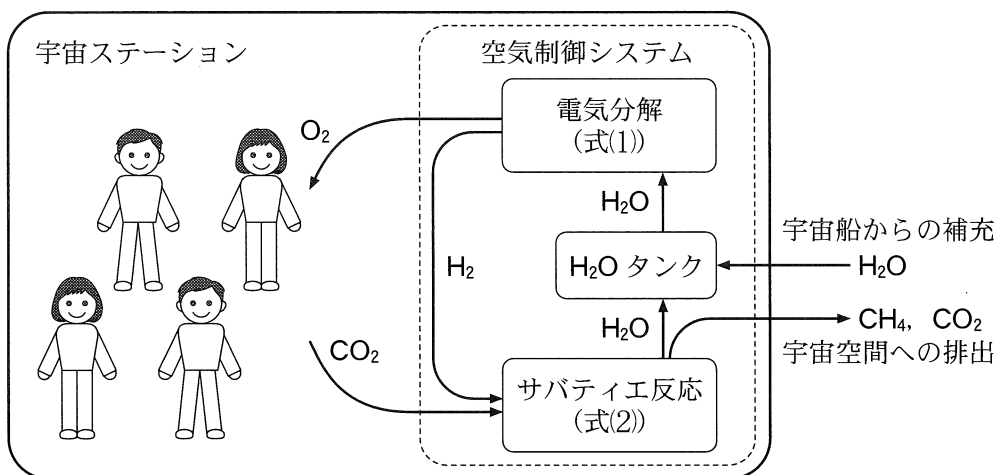 宇宙ステーション
空気制御システム
電気分解
(式(1))
O₂
H₂O
宇宙船からの補充
H₂
H₂O タンク
H₂O
H₂O
CH₄, CO₂
宇宙空間への排出
CO₂
サバティエ反応
(式(2))